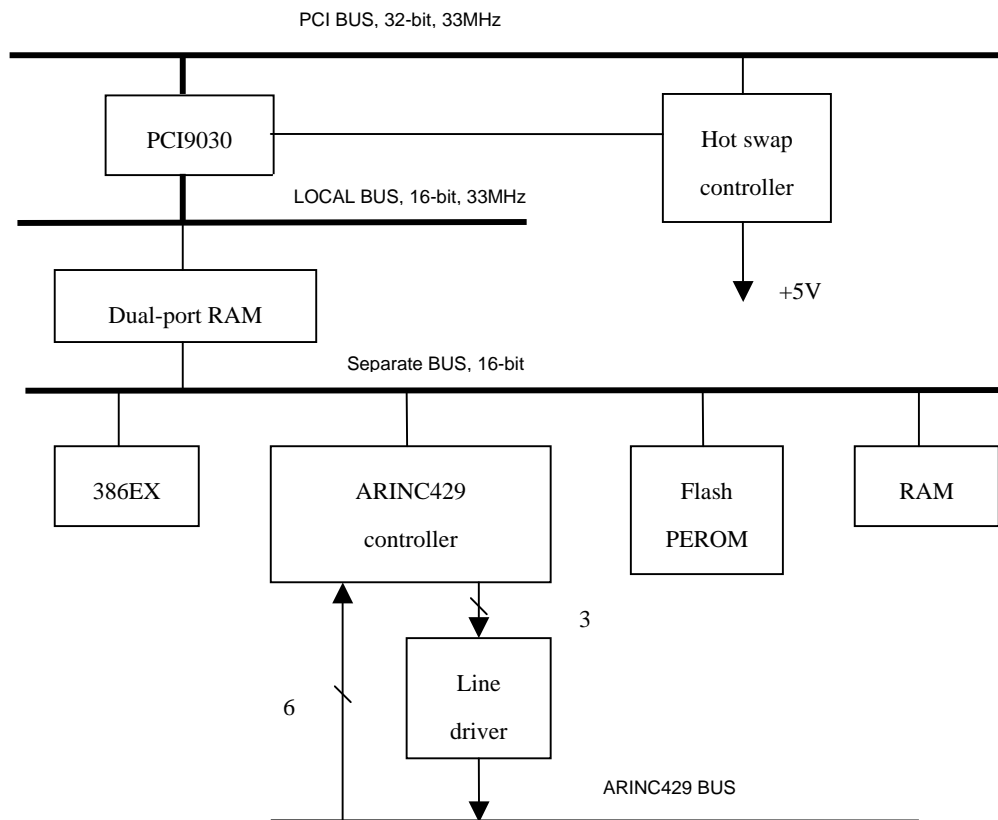 PCI BUS, 32-bit, 33MHz
PCI9030
Hot swap
controller
LOCAL BUS, 16-bit, 33MHz
+5V
Dual-port RAM
Separate BUS, 16-bit
386EX
ARINC429
controller
Flash
PEROM
RAM
3
6
Line
driver
ARINC429 BUS